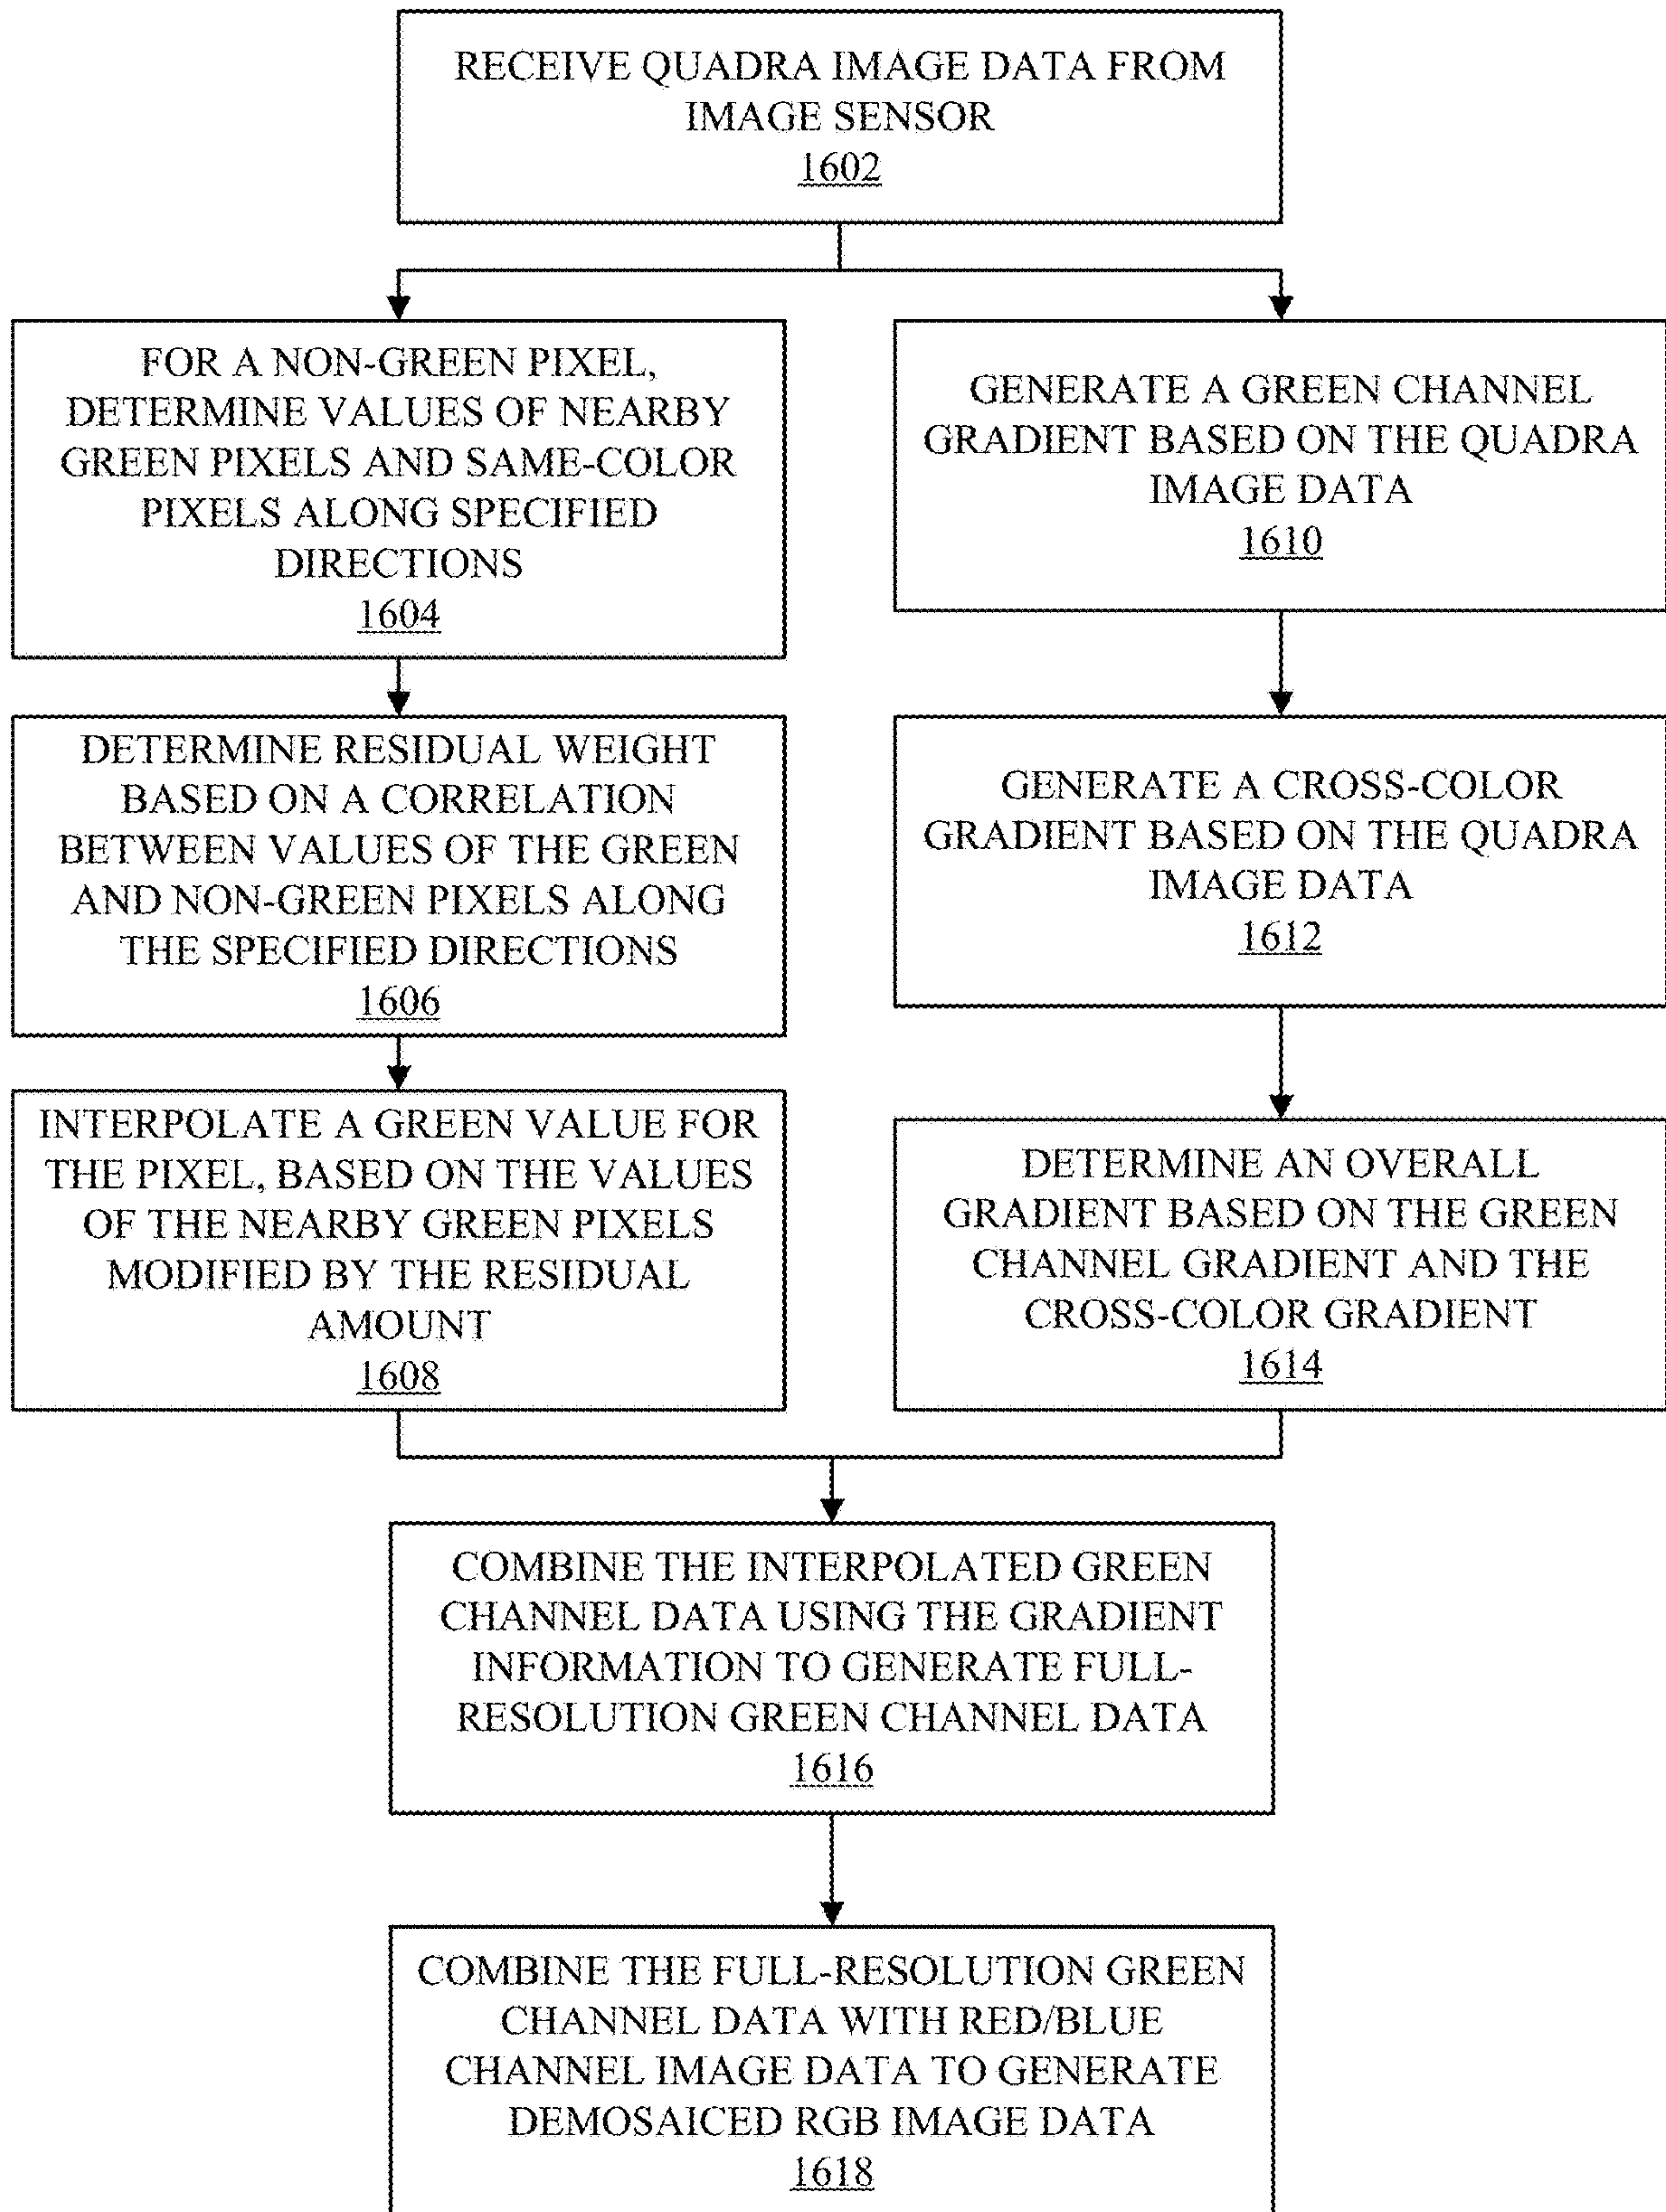 RECEIVE QUADRA IMAGE DATA FROM
IMAGE SENSOR
1602
FOR A NON-GREEN PIXEL,
DETERMINE VALUES OF NEARBY
GREEN PIXELS AND SAME-COLOR
PIXELS ALONG SPECIFIED
DIRECTIONS
1604
DETERMINE RESIDUAL WEIGHT
BASED ON A CORRELATION
BETWEEN VALUES OF THE GREEN
AND NON-GREEN PIXELS ALONG
THE SPECIFIED DIRECTIONS
1606
INTERPOLATE A GREEN VALUE FOR
THE PIXEL, BASED ON THE VALUES
OF THE NEARBY GREEN PIXELS
MODIFIED BY THE RESIDUAL
AMOUNT
1608
GENERATE A GREEN CHANNEL
GRADIENT BASED ON THE QUADRA
IMAGE DATA
1610
GENERATE A CROSS-COLOR
GRADIENT BASED ON THE QUADRA
IMAGE DATA
1612
DETERMINE AN OVERALL
GRADIENT BASED ON THE GREEN
CHANNEL GRADIENT AND THE
CROSS-COLOR GRADIENT
1614
COMBINE THE INTERPOLATED GREEN
CHANNEL DATA USING THE GRADIENT
INFORMATION TO GENERATE FULL-
RESOLUTION GREEN CHANNEL DATA
1616
COMBINE THE FULL-RESOLUTION GREEN
CHANNEL DATA WITH RED/BLUE
CHANNEL IMAGE DATA TO GENERATE
DEMOSAICED RGB IMAGE DATA
1618